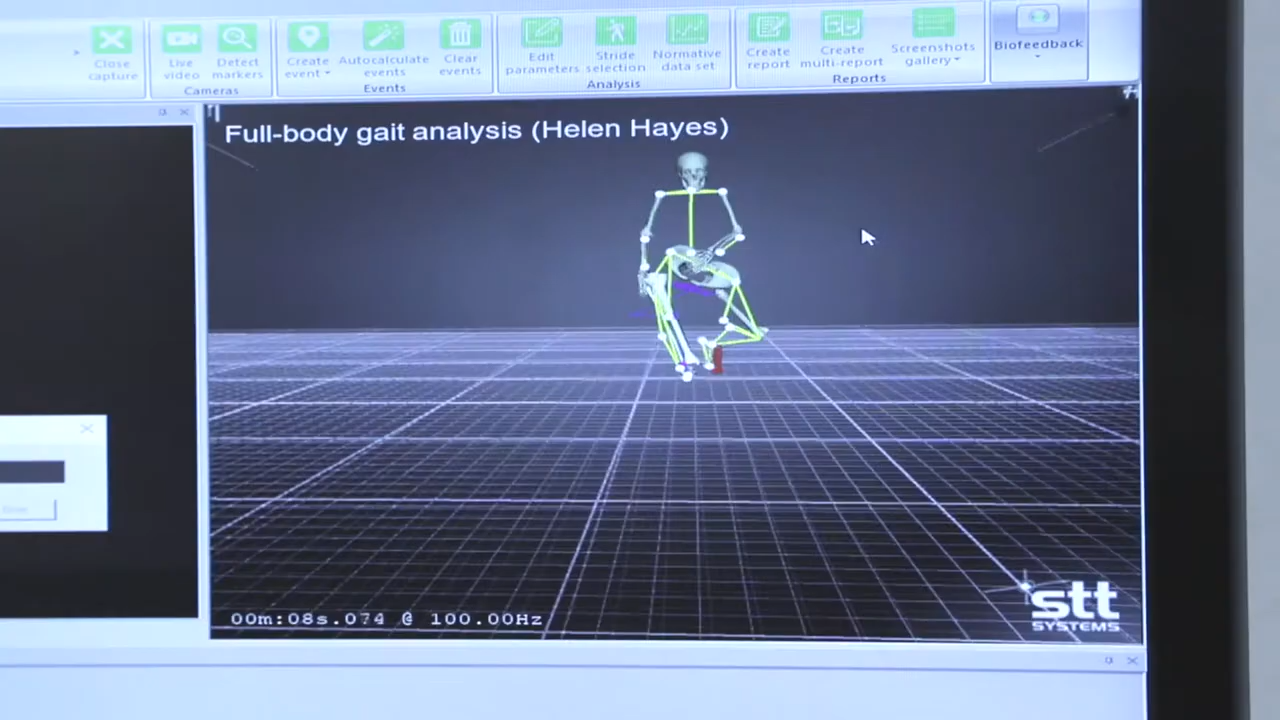 Close capture
Live video
Detect markers
Cameras
Create event
Autocalculate events
Clear events
Events
Edit parameters
Stride selection
Normative data set
Analysis
Create report
Create multi-report
Screenshots gallery
Reports
Biofeedback
Full-body gait analysis (Helen Hayes)
00m:08s.074 @ 100.00Hz
stt
SYSTEMS